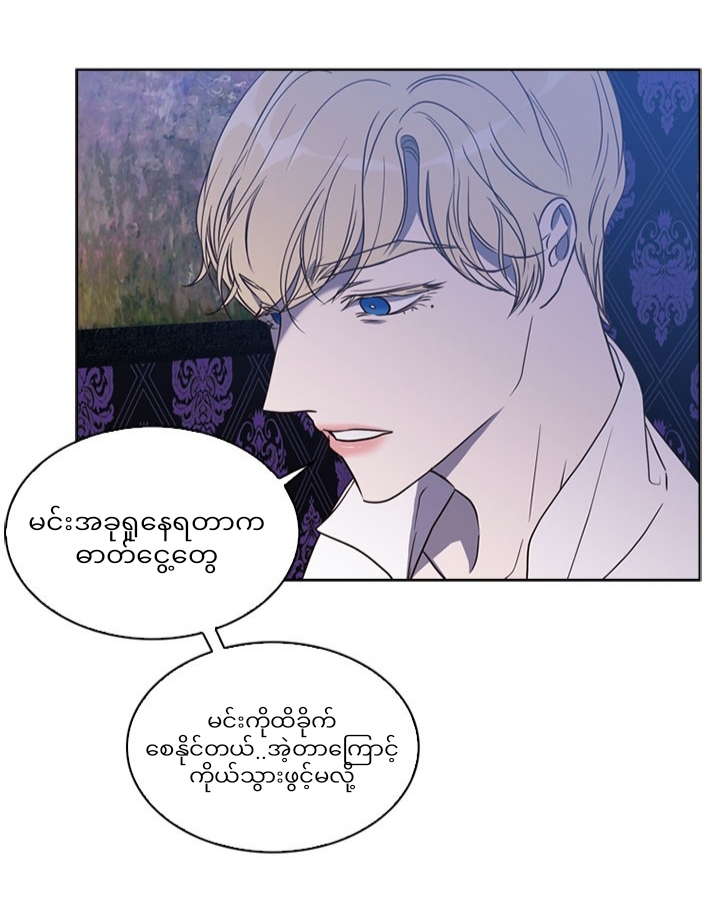 မင်းအခုရှူနေရတာက
ဓာတ်ငွေ့တွေ
မင်းကိုထိခိုက်
စေနိုင်တယ်..အဲ့တာကြောင့်
ကိုယ်သွားဖွင့်မလို့